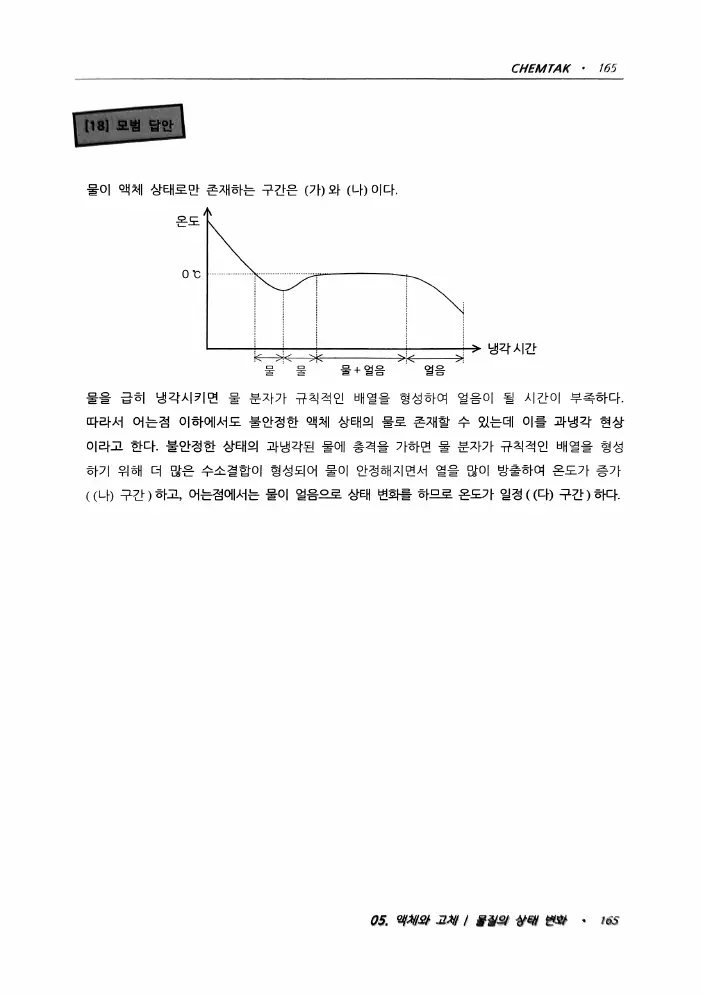 CHEMTAK · 165
[18] 모범 답안
물이 액체 상태로만 존재하는 구간은 (가) 와 (나) 이다.
온도
0 ℃
냉각 시간
물 물 물 + 얼음 얼음
물을 급히 냉각시키면 물 분자가 규칙적인 배열을 형성하여 얼음이 될 시간이 부족하다.
따라서 어는점 이하에서도 불안정한 액체 상태의 물로 존재할 수 있는데 이를 과냉각 현상
이라고 한다. 불안정한 상태의 과냉각된 물에 충격을 가하면 물 분자가 규칙적인 배열을 형성
하기 위해 더 많은 수소결합이 형성되어 물이 안정해지면서 열을 많이 방출하여 온도가 증가
( (나) 구간 ) 하고, 어는점에서는 물이 얼음으로 상태 변화를 하므로 온도가 일정 ( (다) 구간 ) 하다.
05. 액체와 고체 / 물질의 상태 변화 · 165